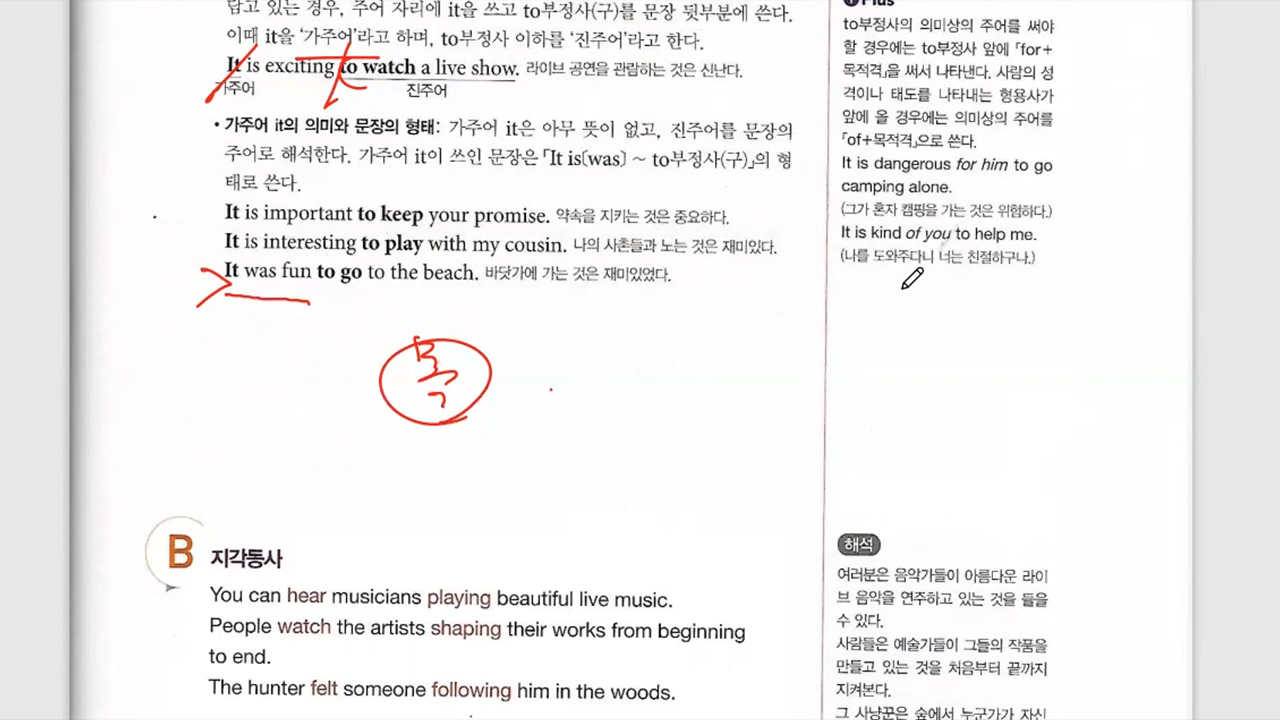 담고 있는 경우, 주어 자리에 it을 쓰고 to부정사(구)를 문장 뒷부분에 쓴다.
이때 it을 ‘가주어’라고 하며, to부정사 이하를 ‘진주어’라고 한다.
It is exciting to watch a live show. 라이브 공연을 관람하는 것은 신난다.
가주어 진주어
• 가주어 it의 의미와 문장의 형태: 가주어 it은 아무 뜻이 없고, 진주어를 문장의
주어로 해석한다. 가주어 it이 쓰인 문장은 「It is(was) ~ to부정사(구)」의 형
태로 쓴다.
It is important to keep your promise. 약속을 지키는 것은 중요하다.
It is interesting to play with my cousin. 나의 사촌들과 노는 것은 재미있다.
It was fun to go to the beach. 바닷가에 가는 것은 재미있었다.
Plus
to부정사의 의미상의 주어를 써야
할 경우에는 to부정사 앞에 「for+
목적격」을 써서 나타낸다. 사람의 성
격이나 태도를 나타내는 형용사가
앞에 올 경우에는 의미상의 주어를
「of+목적격」으로 쓴다.
It is dangerous for him to go
camping alone.
(그가 혼자 캠핑을 가는 것은 위험하다.)
It is kind of you to help me.
(나를 도와주다니 너는 친절하구나.)
B 지각동사
You can hear musicians playing beautiful live music.
People watch the artists shaping their works from beginning
to end.
The hunter felt someone following him in the woods.
해석
여러분은 음악가들이 아름다운 라이
브 음악을 연주하고 있는 것을 들을
수 있다.
사람들은 예술가들이 그들의 작품을
만들고 있는 것을 처음부터 끝까지
지켜본다.
그 사냥꾼은 숲에서 누군가가 자신